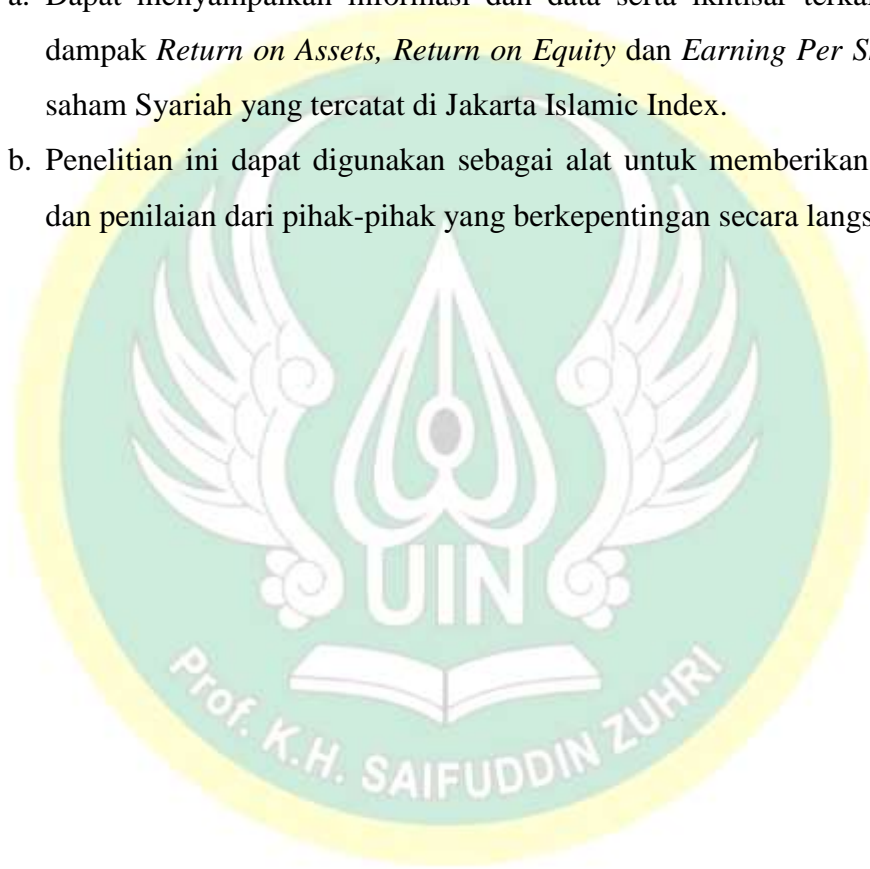 a. Dapat menyampaikan informasi dan data serta ikhtisar
dampak Return on Assets, Return on Equity dan Earning Per
saham Syariah yang tercatat di Jakarta Islamic Index.
b. Penelitian ini dapat digunakan sebagai alat untuk memberikan
dan penilaian dari pihak-pihak yang berkepentingan secara
UIN
Prof. K.H. SAIFUDDIN ZUHRI